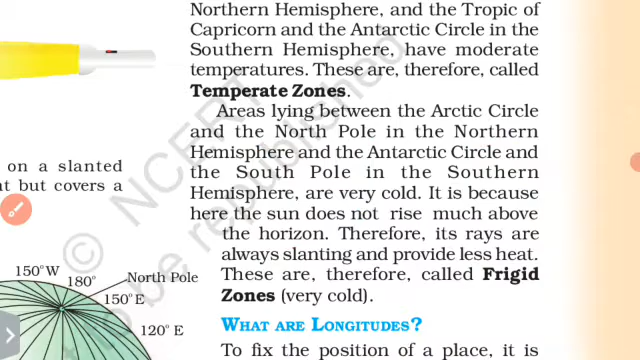 Northern Hemisphere, and the Tropic of
Capricorn and the Antarctic Circle in the
Southern Hemisphere, have moderate
temperatures. These are, therefore, called
Temperate Zones.
Areas lying between the Arctic Circle
and the North Pole in the Northern
Hemisphere and the Antarctic Circle and
the South Pole in the Southern
Hemisphere, are very cold. It is because
here the sun does not rise much above
the horizon. Therefore, its rays are
always slanting and provide less heat.
These are, therefore, called Frigid
Zones (very cold).
WHAT ARE LONGITUDES?
To fix the position of a place, it is
on a slanted
but covers a
150°W
180°
North Pole
150°E
120° E
© NCERT
be republished